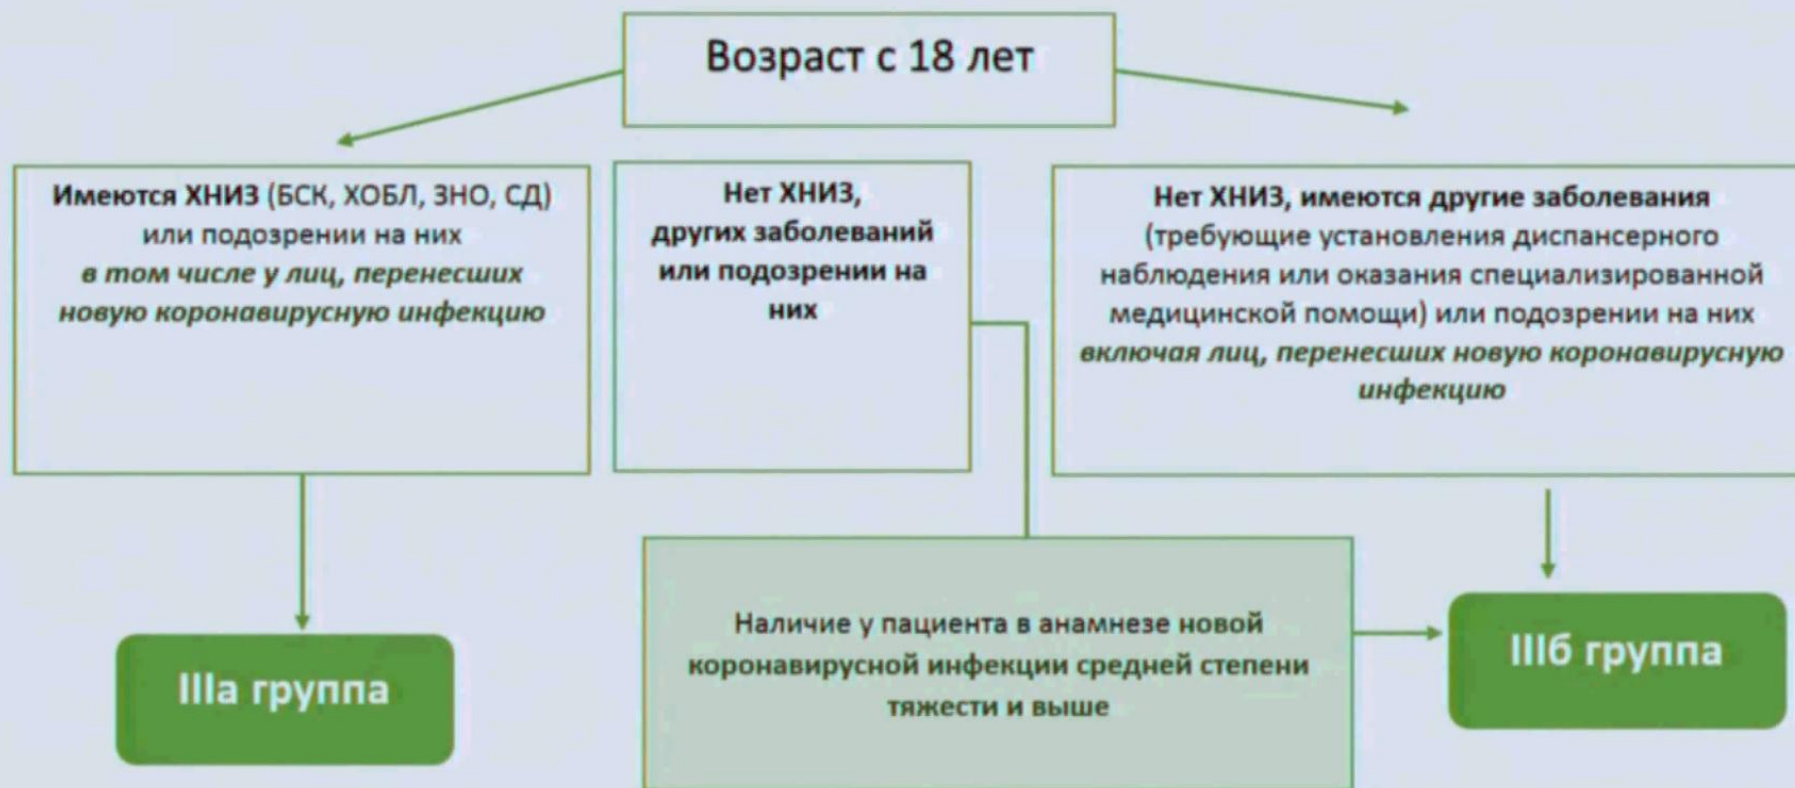 Возраст с 18 лет
Имеются ХНИЗ (БСК, ХОБЛ, ЗНО, СД)
или подозрении на них
в том числе у лиц, перенесших
новую коронавирусную инфекцию
Нет ХНИЗ,
других заболеваний
или подозрении на
них
Нет ХНИЗ, имеются другие заболевания
(требующие установления диспансерного
наблюдения или оказания специализированной
медицинской помощи) или подозрении на них
включая лиц, перенесших новую коронавирусную
инфекцию
Наличие у пациента в анамнезе новой
коронавирусной инфекции средней степени
тяжести и выше
IIIа группа
IIIб группа